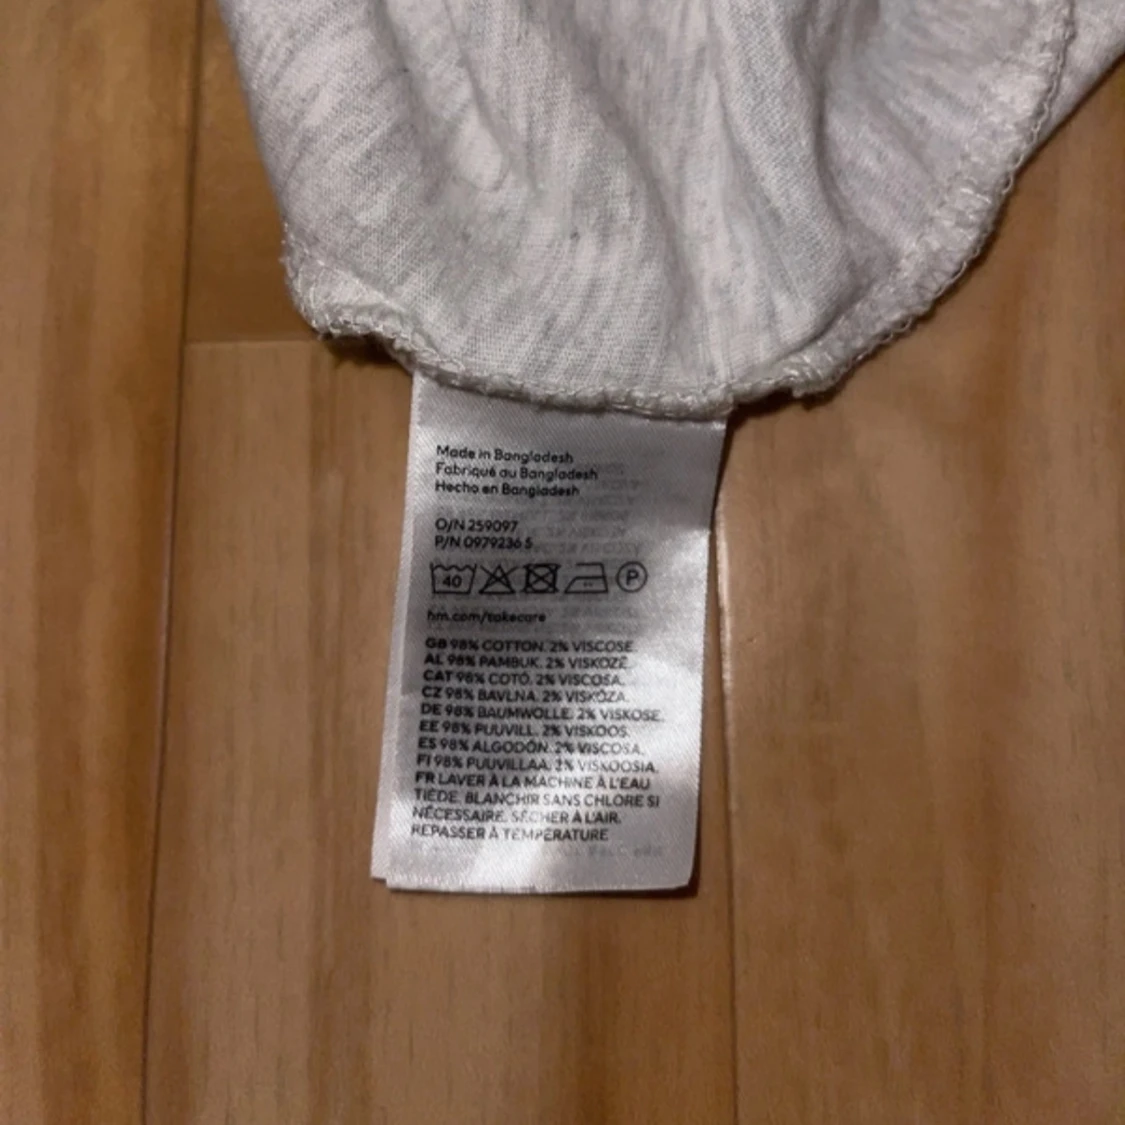 Made in Bangladesh
Fabriqué au Bangladesh
Hecho en Bangladesh
O/N 259097
P/N 0979236 5
40 P
hm.com/takecare
GB 98% COTTON. 2% VISCOSE.
AL 98% PAMBUK. 2% VISKOZË.
CAT 98% COTÓ. 2% VISCOSA.
CZ 98% BAVLNA. 2% VISKÓZA.
DE 98% BAUMWOLLE. 2% VISKOSE.
EE 98% PUUVILL. 2% VISKOOS.
ES 98% ALGODÓN. 2% VISCOSA.
FI 98% PUUVILLAA. 2% VISKOOSIA.
FR LAVER À LA MACHINE À L'EAU
TIÈDE. BLANCHIR SANS CHLORE SI
NÉCESSAIRE. SÉCHER À L'AIR.
REPASSER À TEMPÉRATURE